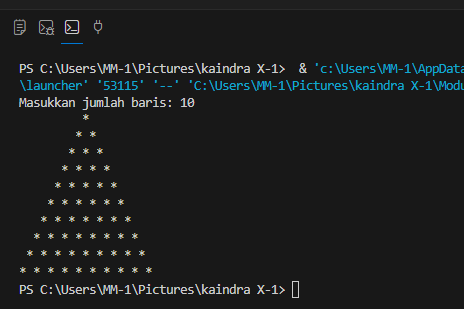 PS C:\Users\MM-1\Pictures\kaindra X-1>  & 'c:\Users\MM-1\AppData
\launcher' '53115' '--' 'C:\Users\MM-1\Pictures\kaindra X-1\Modu
Masukkan jumlah baris: 10
         *
        * *
       * * *
      * * * *
     * * * * *
    * * * * * *
   * * * * * * *
  * * * * * * * *
 * * * * * * * * *
* * * * * * * * * *
PS C:\Users\MM-1\Pictures\kaindra X-1>